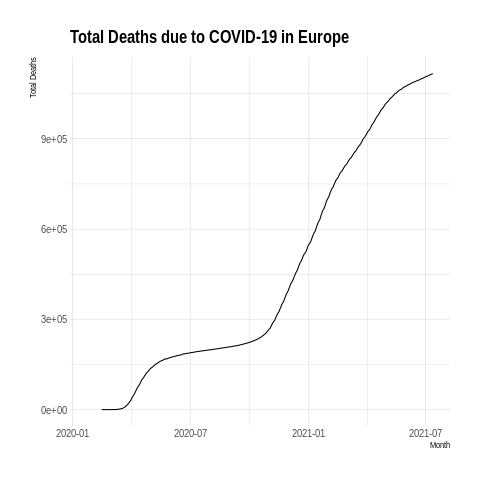 Total Deaths due to COVID-19 in Europe
Total Deaths
9e+05
6e+05
3e+05
0e+00
2020-01 2020-07 2021-01 2021-07
Month